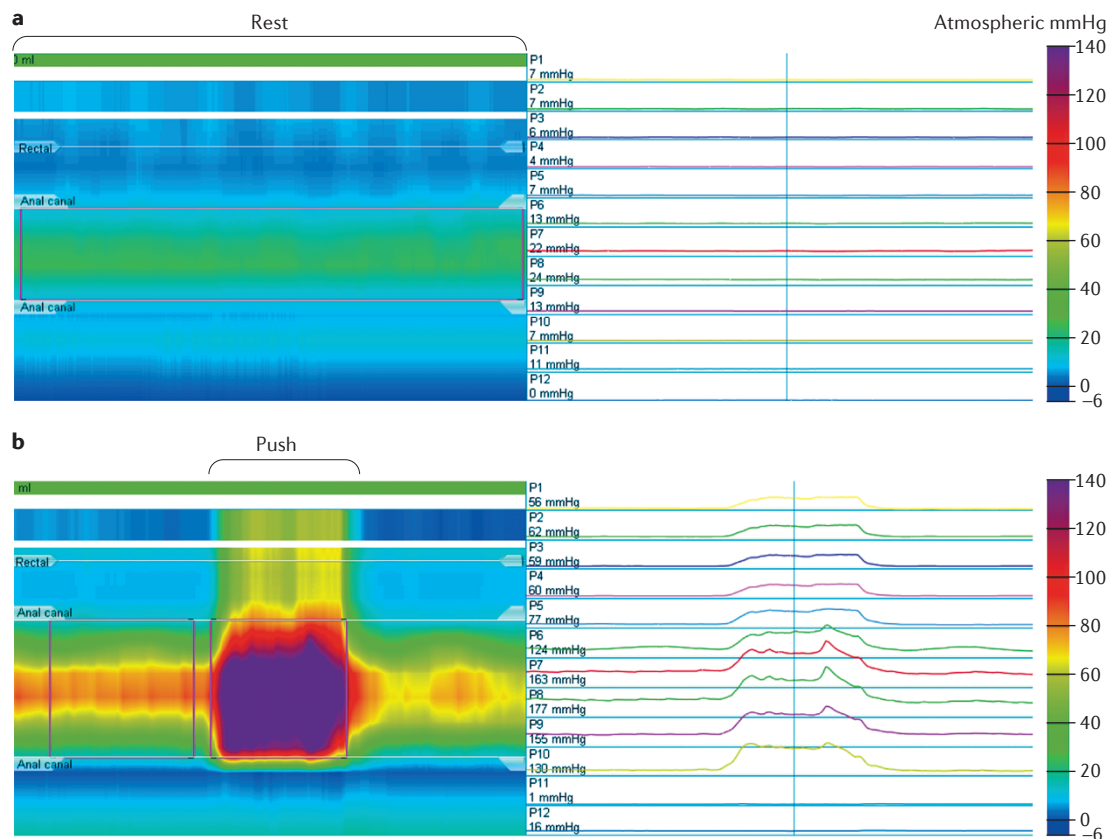 a
Rest
Atmospheric mmHg
0 ml
Rectal
Anal canal
Anal canal
P1
7 mmHg
P2
7 mmHg
P3
6 mmHg
P4
4 mmHg
P5
7 mmHg
P6
13 mmHg
P7
22 mmHg
P8
24 mmHg
P9
13 mmHg
P10
7 mmHg
P11
11 mmHg
P12
0 mmHg
140
120
100
80
60
40
20
0
−6
b
Push
ml
Rectal
Anal canal
Anal canal
P1
56 mmHg
P2
62 mmHg
P3
59 mmHg
P4
60 mmHg
P5
77 mmHg
P6
124 mmHg
P7
163 mmHg
P8
177 mmHg
P9
155 mmHg
P10
130 mmHg
P11
1 mmHg
P12
16 mmHg
140
120
100
80
60
40
20
0
−6